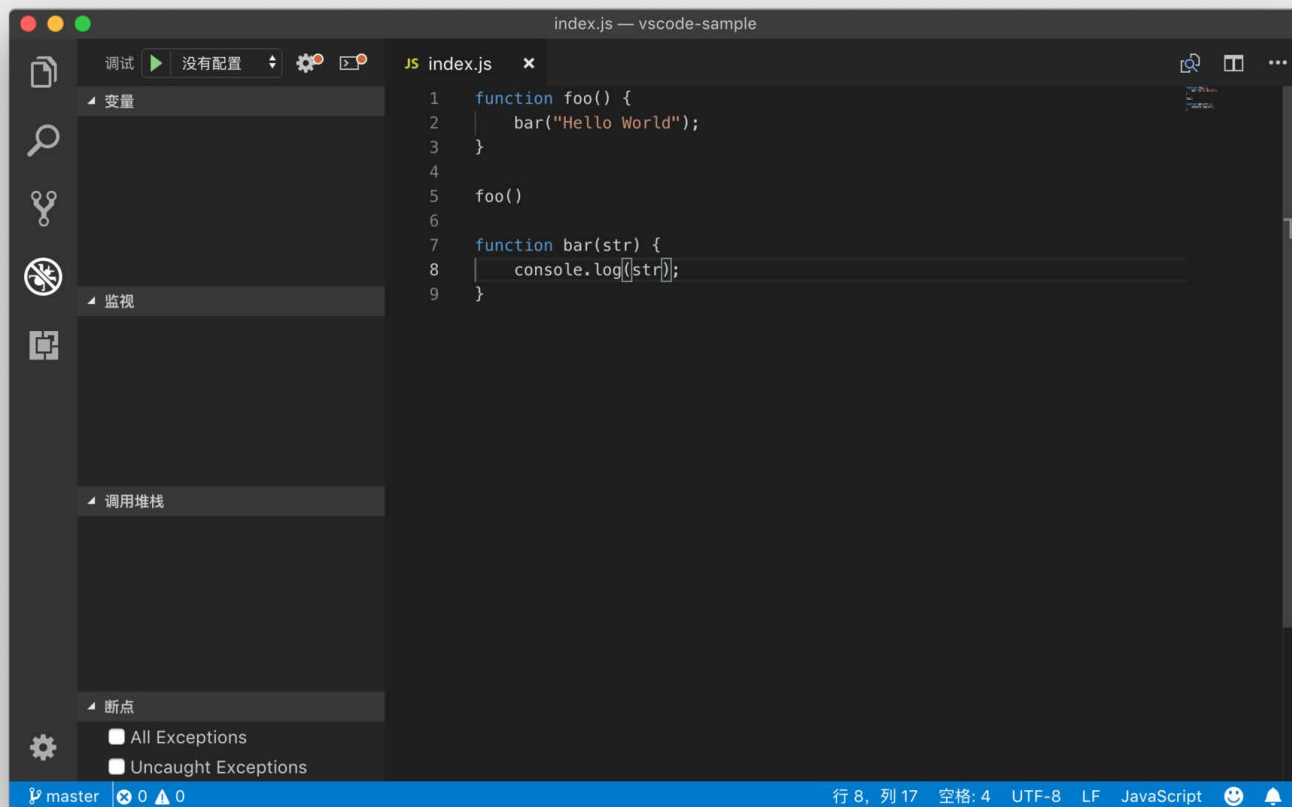 index.js — vscode-sample
调试 没有配置
JS index.js
变量
监视
调用堆栈
断点
All Exceptions
Uncaught Exceptions
1 function foo() {
2 bar("Hello World");
3 }
4
5 foo()
6
7 function bar(str) {
8 console.log(str);
9 }
master 0 0
行 8，列 17 空格: 4 UTF-8 LF JavaScript